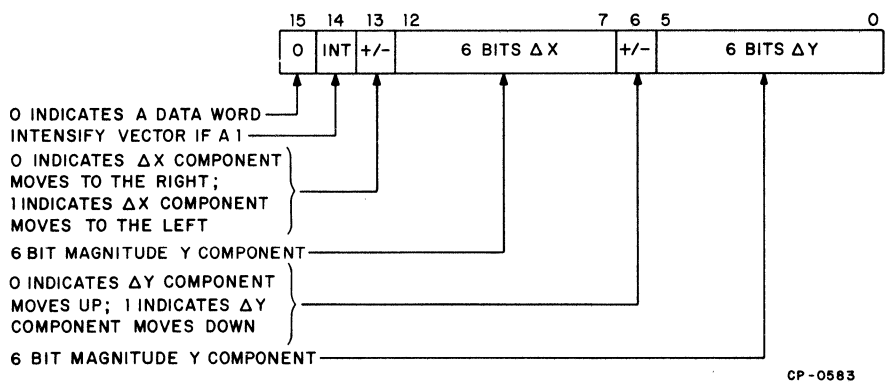 15 14 13 12 7 6 5 0
0 INT +/- 6 BITS Δ X +/- 6 BITS Δ Y
0 INDICATES A DATA WORD
INTENSIFY VECTOR IF A 1
0 INDICATES ΔX COMPONENT
MOVES TO THE RIGHT;
1 INDICATES ΔX COMPONENT
MOVES TO THE LEFT
6 BIT MAGNITUDE Y COMPONENT
0 INDICATES ΔY COMPONENT
MOVES UP; 1 INDICATES ΔY
COMPONENT MOVES DOWN
6 BIT MAGNITUDE Y COMPONENT
CP-0583